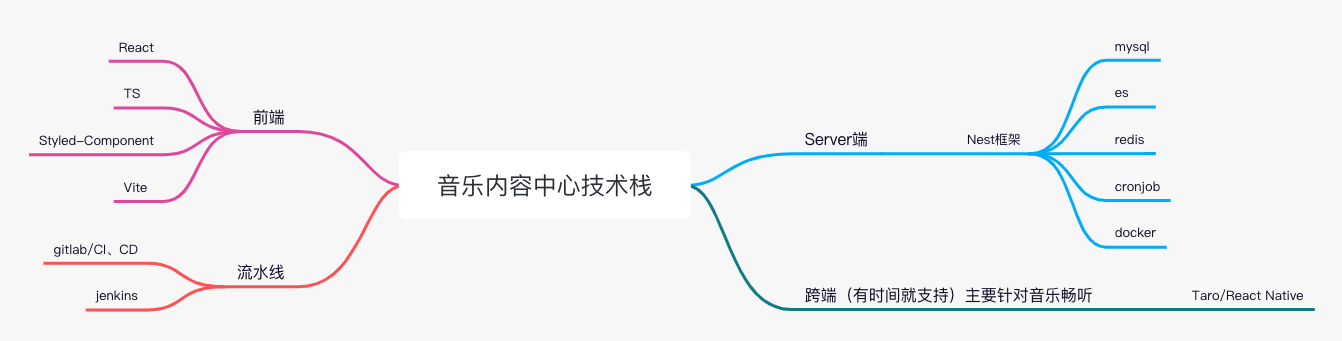 音乐内容中心技术栈
前端
React
TS
Styled-Component
Vite
流水线
gitlab/CI、CD
jenkins
Server端
Nest框架
mysql
es
redis
cronjob
docker
跨端（有时间就支持）主要针对音乐畅听
Taro/React Native